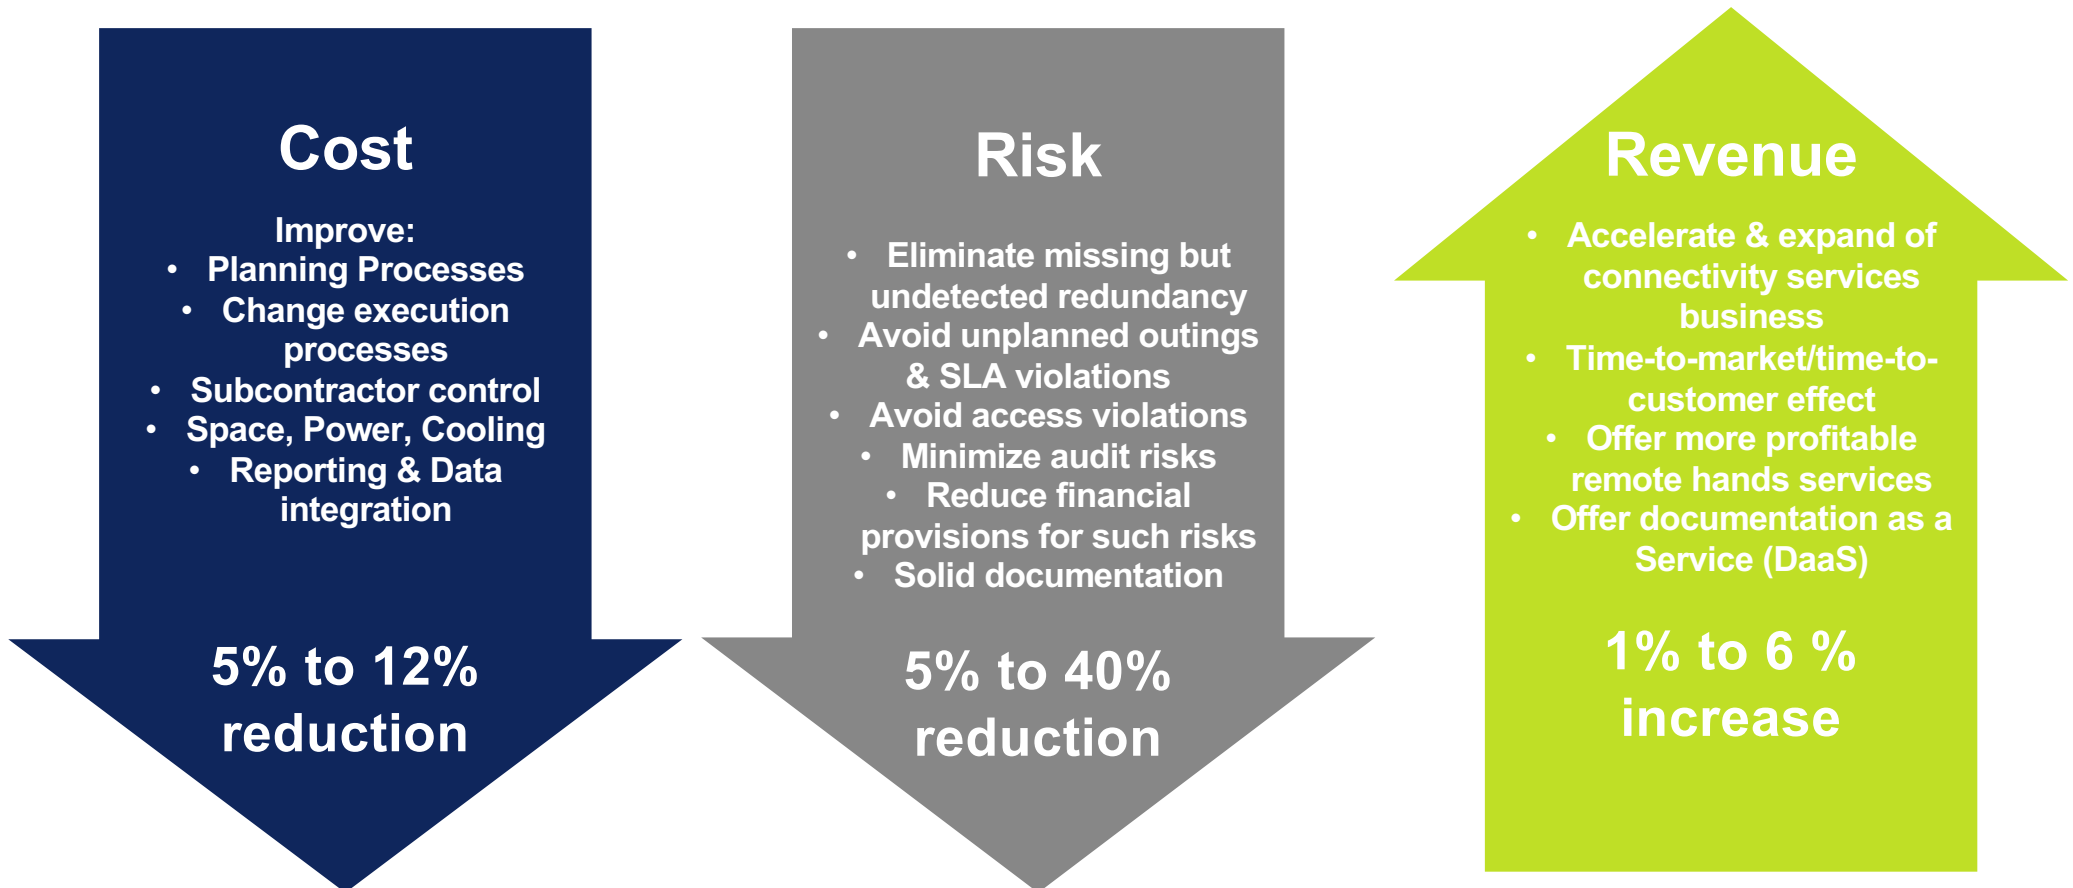 Cost
Improve:
• Planning Processes
• Change execution
processes
• Subcontractor control
• Space, Power, Cooling
• Reporting & Data
integration
5% to 12%
reduction
Risk
• Eliminate missing but
undetected redundancy
• Avoid unplanned outings
& SLA violations
• Avoid access violations
• Minimize audit risks
• Reduce financial
provisions for such risks
• Solid documentation
5% to 40%
reduction
Revenue
• Accelerate & expand of
connectivity services
business
• Time-to-market/time-to-
customer effect
• Offer more profitable
remote hands services
• Offer documentation as a
Service (DaaS)
1% to 6 %
increase